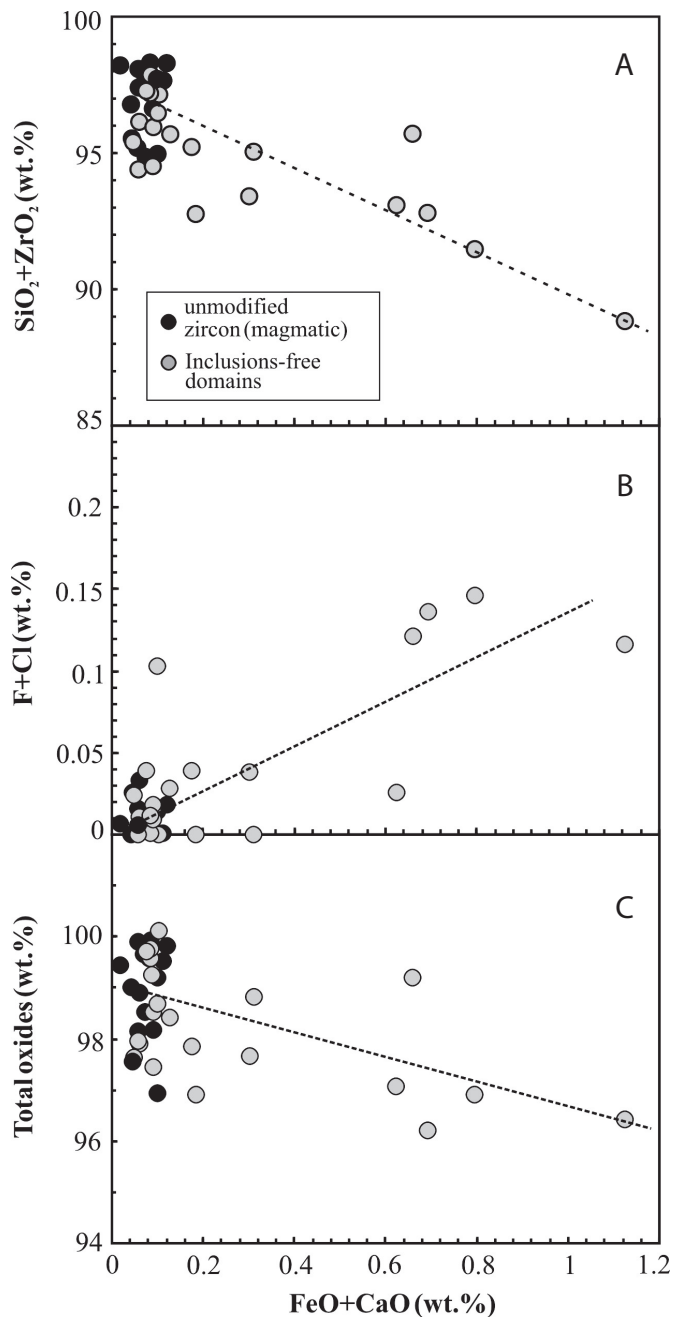 100
A
95
90
85
SiO₂+ZrO₂ (wt.%)
unmodified
zircon (magmatic)
Inclusions-free
domains
B
0.2
0.15
0.1
0.05
0
F+Cl (wt.%)
C
100
98
96
94
Total oxides (wt.%)
0 0.2 0.4 0.6 0.8 1 1.2
FeO+CaO (wt.%)